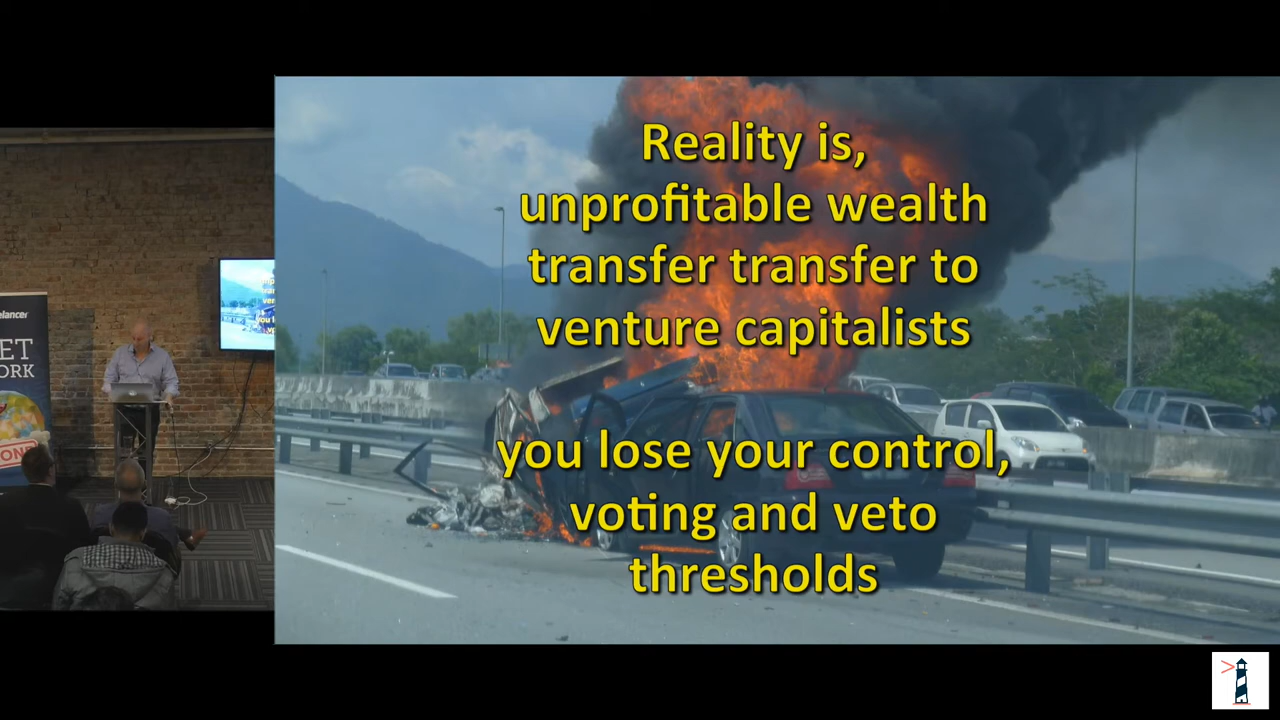 Reality is,
unprofitable wealth
transfer transfer to
venture capitalists
you lose your control,
voting and veto
thresholds
elancer
ET
ORK